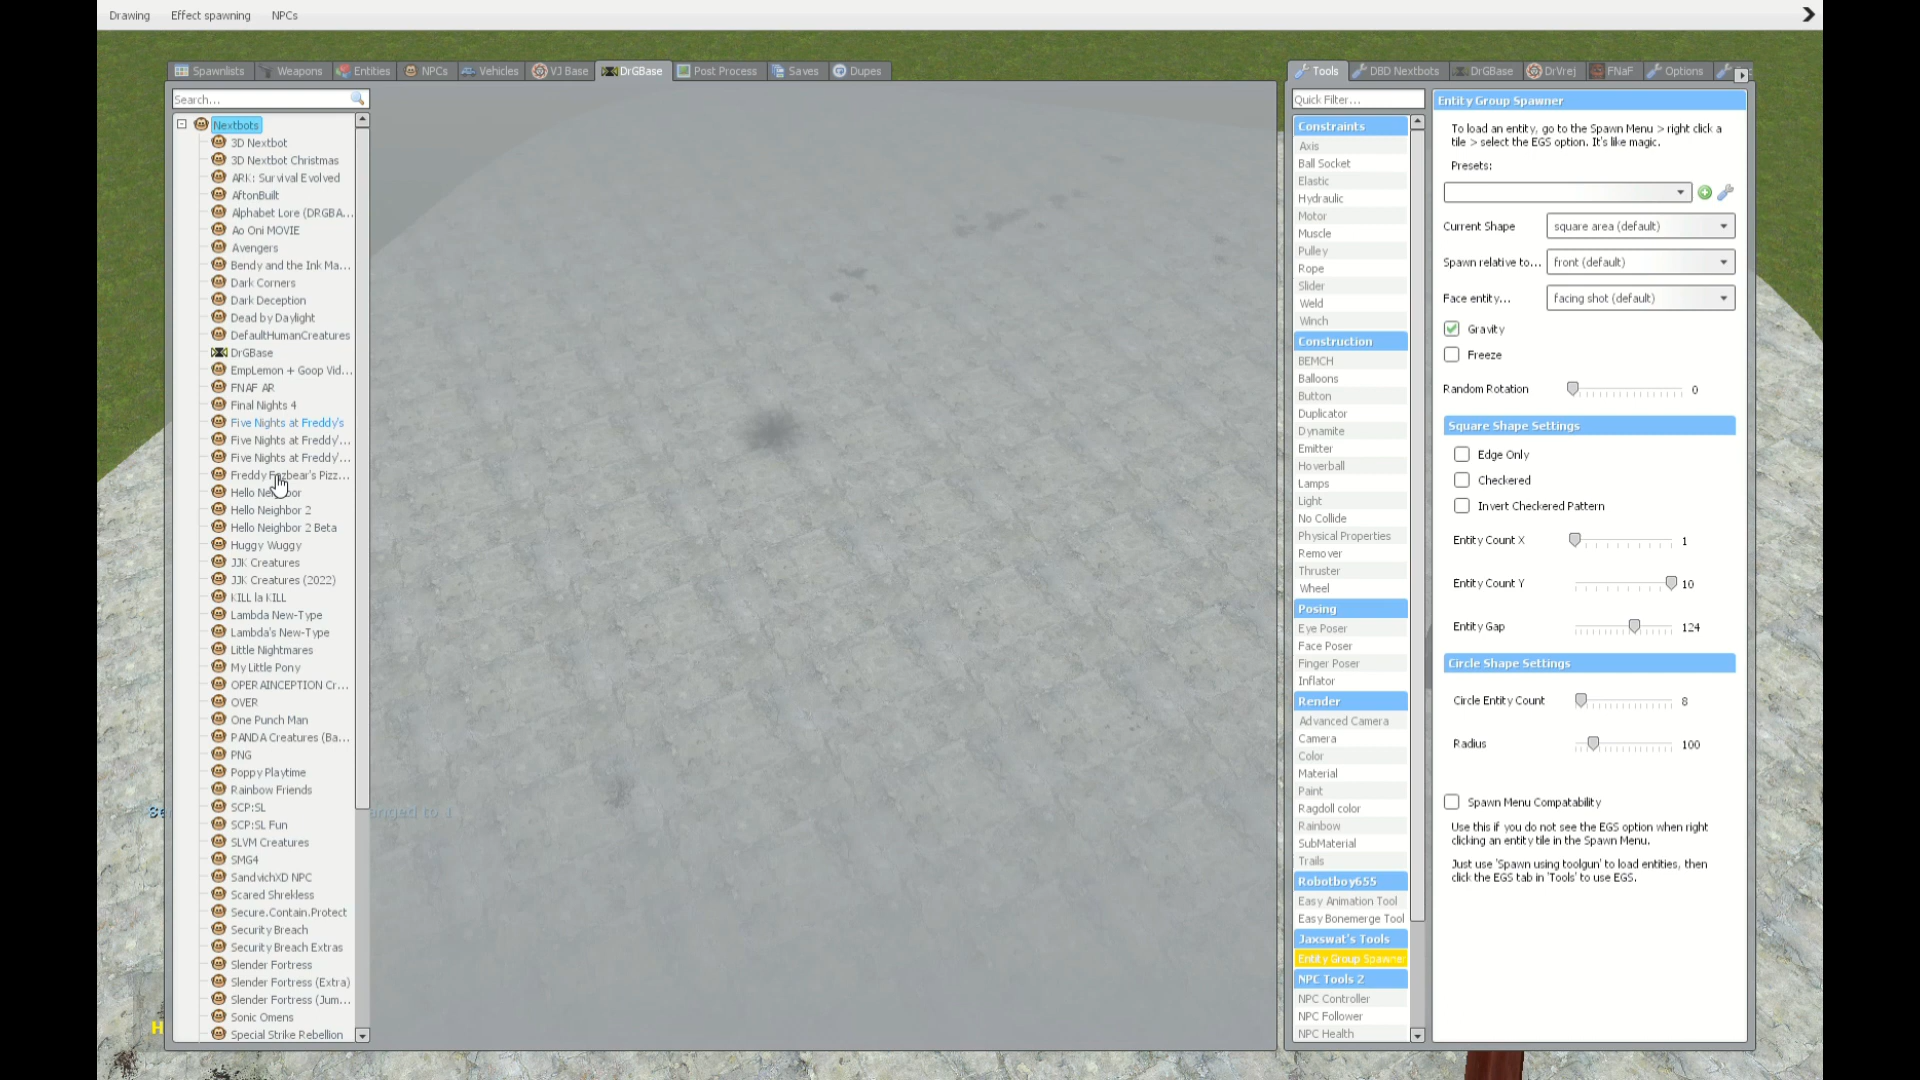 Drawing Effect spawning NPCs
Spawnlists Weapons Entities NPCs Vehicles VJ Base DrGBase Post Process Saves Dupes
Search...
Nextbots
3D Nextbot
3D Nextbot Christmas
ARK: Survival Evolved
AftonBuilt
Alphabet Lore (DRGBA...
Ao Oni MOVIE
Avengers
Bendy and the Ink Ma...
Dark Corners
Dark Deception
Dead by Daylight
DefaultHumanCreatures
DrGBase
EmpLemon + Goop Vid...
FNAF AR
Final Nights 4
Five Nights at Freddy's
Five Nights at Freddy'...
Five Nights at Freddy'...
Freddy Fazbear's Pizz...
Hello Neighbor
Hello Neighbor 2
Hello Neighbor 2 Beta
Huggy Wuggy
JJK Creatures
JJK Creatures (2022)
KILL la KILL
Lambda New-Type
Lambda's New-Type
Little Nightmares
My Little Pony
OPERAINCEPTION Cr...
OVER
One Punch Man
PANDA Creatures (Ba...
PNG
Poppy Playtime
Rainbow Friends
SCP:SL
SCP:SL Fun
SLVM Creatures
SMG4
SandvichXD NPC
Scared Shrekless
Secure.Contain.Protect
Security Breach
Security Breach Extras
Slender Fortress
Slender Fortress (Extra)
Slender Fortress (Jum...
Sonic Omens
Special Strike Rebellion
anged to 1
H
Tools DBD Nextbots DrGBase DrVrej FNaF Options
Quick Filter...
Constraints
Axis
Ball Socket
Elastic
Hydraulic
Motor
Muscle
Pulley
Rope
Slider
Weld
Winch
Construction
BEMCH
Balloons
Button
Duplicator
Dynamite
Emitter
Hoverball
Lamps
Light
No Collide
Physical Properties
Remover
Thruster
Wheel
Posing
Eye Poser
Face Poser
Finger Poser
Inflator
Render
Advanced Camera
Camera
Color
Material
Paint
Ragdoll color
Rainbow
SubMaterial
Trails
Robotboy655
Easy Animation Tool
Easy Bonemerge Tool
Jaxswat's Tools
Entity Group Spawner
NPC Tools 2
NPC Controller
NPC Follower
NPC Health
Entity Group Spawner
To load an entity, go to the Spawn Menu > right click a
tile > select the EGS option. It's like magic.
Presets:
Current Shape square area (default)
Spawn relative to... front (default)
Face entity... facing shot (default)
Gravity
Freeze
Random Rotation 0
Square Shape Settings
Edge Only
Checkered
Invert Checkered Pattern
Entity Count X 1
Entity Count Y 10
Entity Gap 124
Circle Shape Settings
Circle Entity Count 8
Radius 100
Spawn Menu Compatability
Use this if you do not see the EGS option when right
clicking an entity tile in the Spawn Menu.
Just use 'Spawn using toolgun' to load entities, then
click the EGS tab in 'Tools' to use EGS.